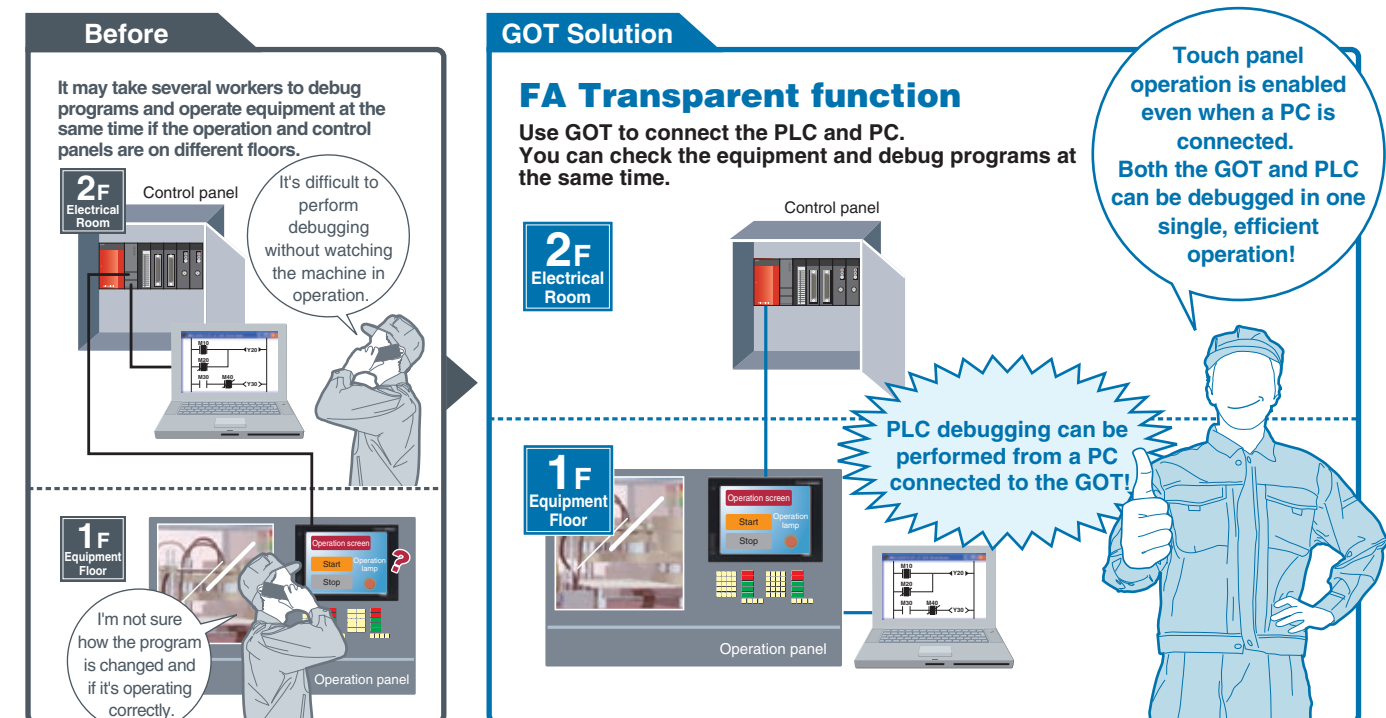 Before
It may take several workers to debug
programs and operate equipment at the
same time if the operation and control
panels are on different floors.
2F
Electrical
Room
Control panel
It's difficult to
perform
debugging
without watching
the machine in
operation.
M10
Y20
M20
M30 M40
Y30
1F
Equipment
Floor
Operation screen
Start
Operation
lamp
Stop
?
I'm not sure
how the program
is changed and
if it's operating
correctly.
Operation panel
GOT Solution
FA Transparent function
Use GOT to connect the PLC and PC.
You can check the equipment and debug programs at
the same time.
2F
Electrical
Room
Control panel
Touch panel
operation is enabled
even when a PC is
connected.
Both the GOT and PLC
can be debugged in one
single, efficient
operation!
PLC debugging can be
performed from a PC
connected to the GOT!
1F
Equipment
Floor
Operation screen
Start
Operation
lamp
Stop
M10
Y20
M20
M30 M40
Y30
Operation panel